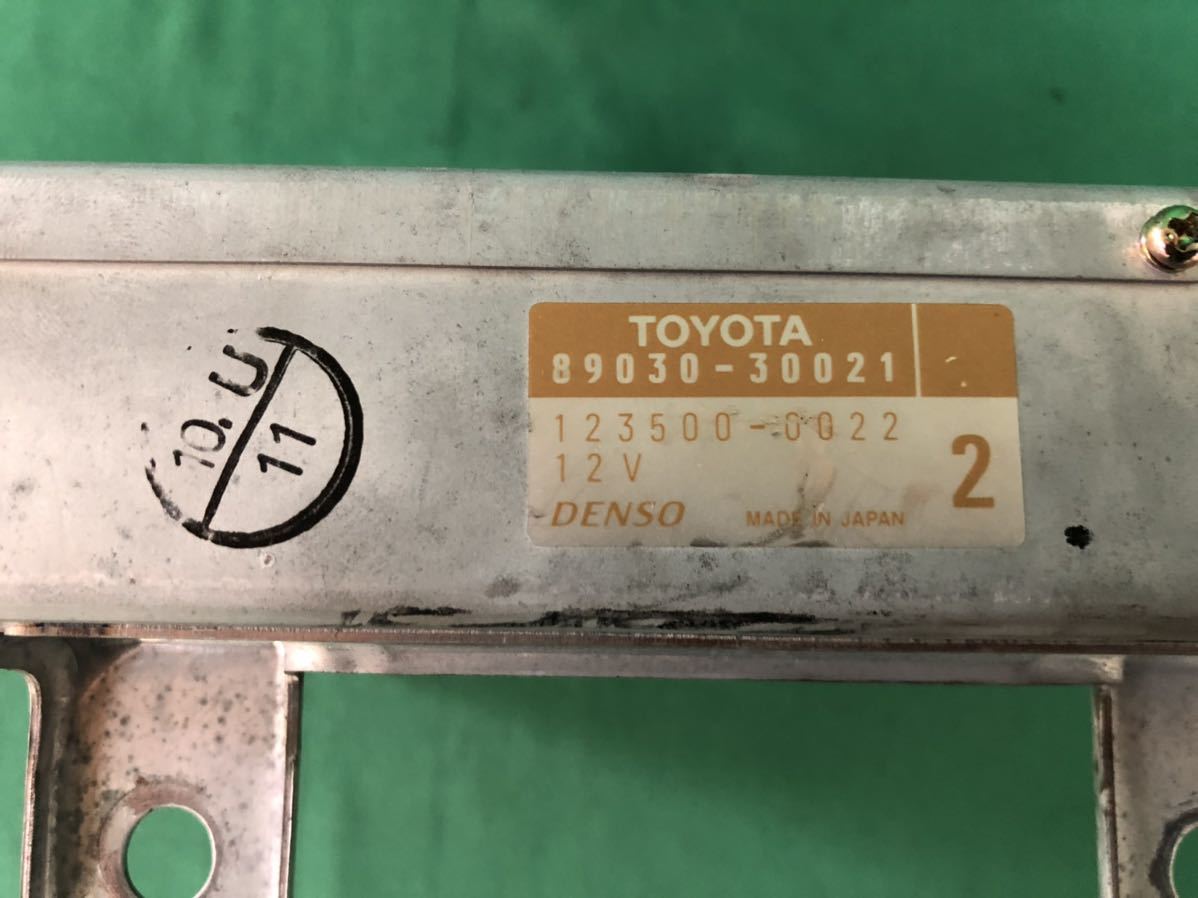 10.U
11
TOYOTA
89030-30021
123500-0022
12V
2
DENSO MADE IN JAPAN